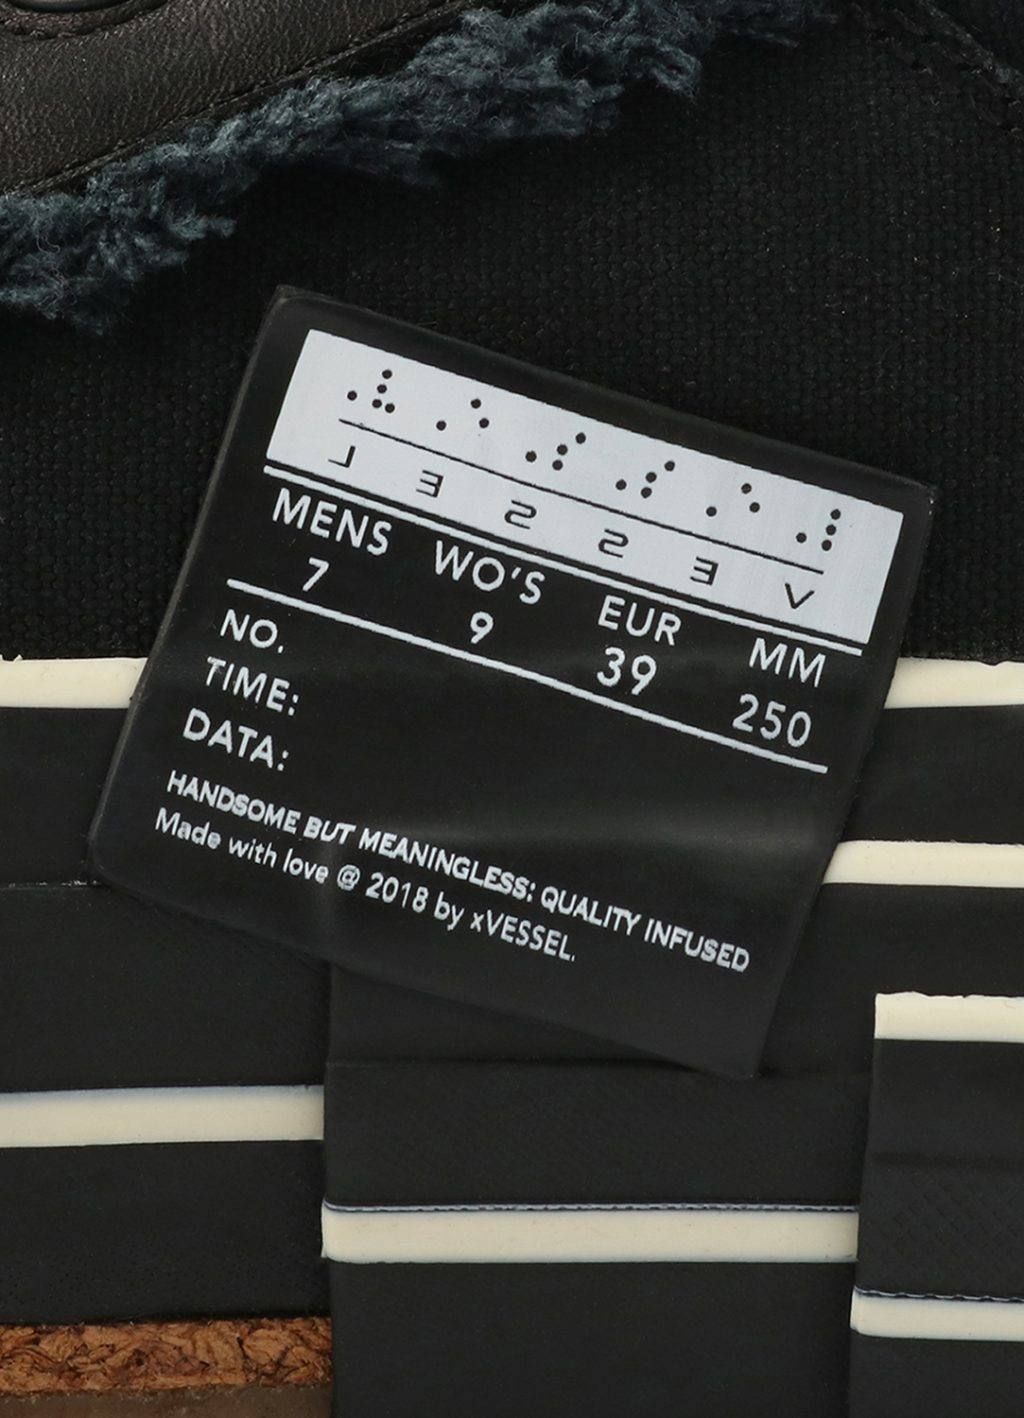 VESSEL
MENS WO'S EUR MM
7 9 39 250
NO.
TIME:
DATA:
HANDSOME BUT MEANINGLESS: QUALITY INFUSED
Made with love @ 2018 by xVESSEL.